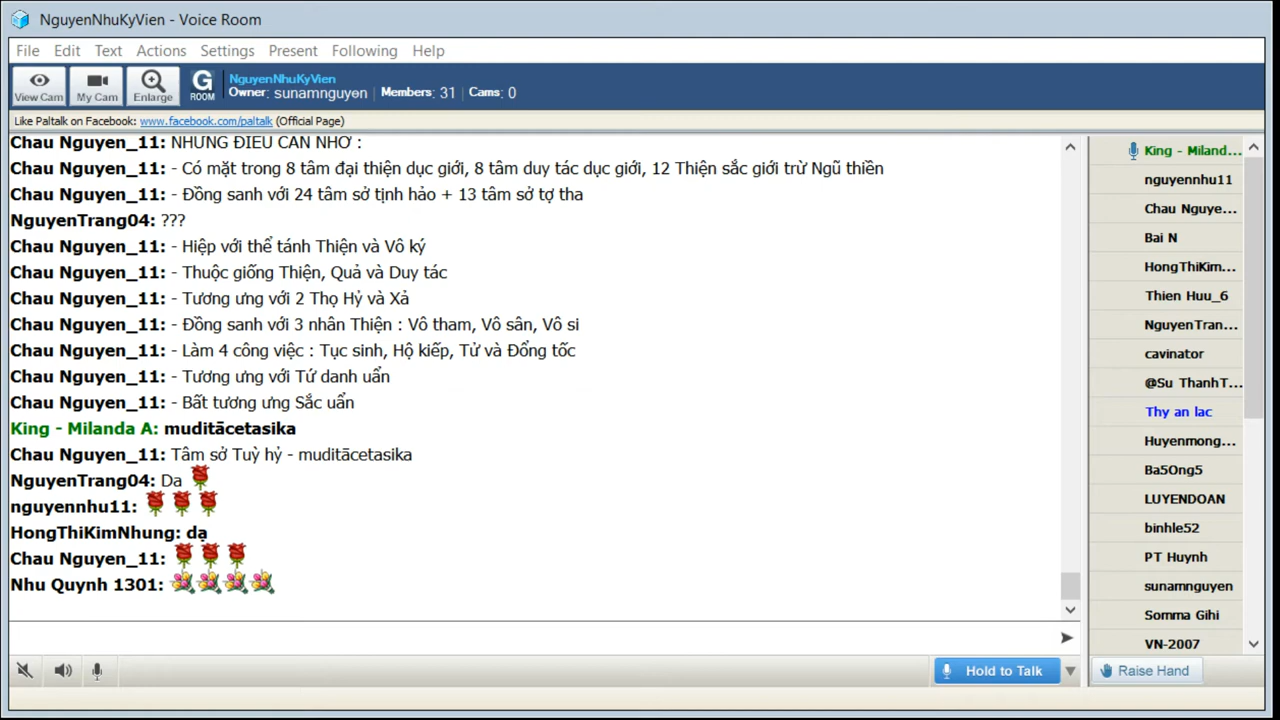 NguyenNhuKyVien - Voice Room
File Edit Text Actions Settings Present Following Help
View Cam My Cam Enlarge G ROOM
NguyenNhuKyVien
Owner: sunamnguyen | Members: 31 | Cams: 0
Like Paltalk on Facebook: www.facebook.com/paltalk (Official Page)
Chau Nguyen_11: NHỮNG ĐIỀU CẦN NHỚ :
Chau Nguyen_11: - Có mặt trong 8 tâm đại thiện dục giới, 8 tâm duy tác dục giới, 12 Thiện sắc giới trừ Ngũ thiền
Chau Nguyen_11: - Đồng sanh với 24 tâm sở tịnh hảo + 13 tâm sở tợ tha
NguyenTrang04: ???
Chau Nguyen_11: - Hiệp với thể tánh Thiện và Vô ký
Chau Nguyen_11: - Thuộc giống Thiện, Quả và Duy tác
Chau Nguyen_11: - Tương ưng với 2 Thọ Hỷ và Xả
Chau Nguyen_11: - Đồng sanh với 3 nhân Thiện : Vô tham, Vô sân, Vô si
Chau Nguyen_11: - Làm 4 công việc : Tục sinh, Hộ kiếp, Tử và Đổng tốc
Chau Nguyen_11: - Tương ưng với Tứ danh uẩn
Chau Nguyen_11: - Bất tương ưng Sắc uẩn
King - Milanda A: muditācetasika
Chau Nguyen_11: Tâm sở Tuỳ hỷ - muditācetasika
NguyenTrang04: Da
nguyennhu11:
HongThiKimNhung: dạ
Chau Nguyen_11:
Nhu Quynh 1301:
King - Miland...
nguyennhu11
Chau Nguye...
Bai N
HongThiKim...
Thien Huu_6
NguyenTran...
cavinator
@Su ThanhT...
Thy an lac
Huyenmong...
Ba5Ong5
LUYENDOAN
binhle52
PT Huynh
sunamnguyen
Somma Gihi
VN-2007
Hold to Talk
Raise Hand